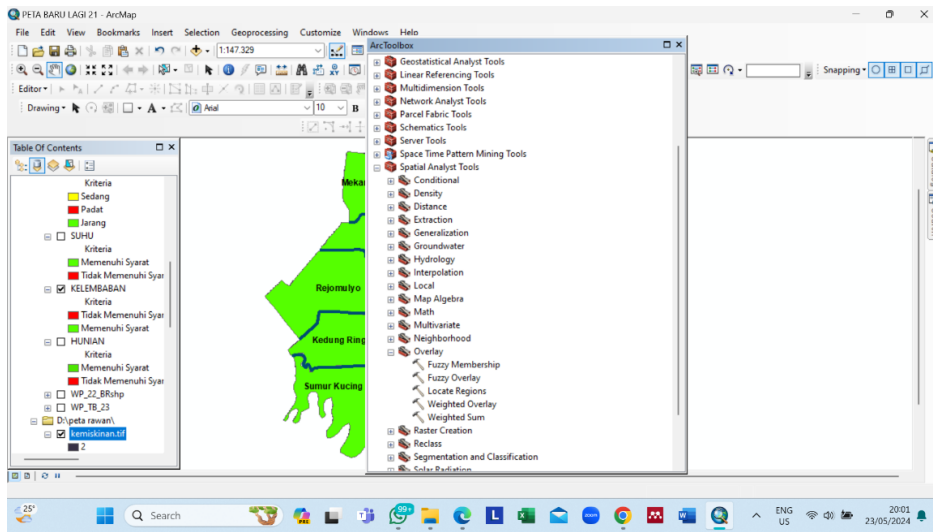 PETA BARU LAGI 21 - ArcMap
File Edit View Bookmarks Insert Selection Geoprocessing Customize Windows Help
1:147.329
Editor
Snapping
Drawing
Arial
10
B
Table Of Contents
Kriteria
Sedang
Padat
Jarang
SUHU
Kriteria
Memenuhi Syarat
Tidak Memenuhi Syar
KELEMBABAN
Kriteria
Tidak Memenuhi Syar
Memenuhi Syarat
HUNIAN
Kriteria
Memenuhi Syarat
Tidak Memenuhi Syar
WP_22_BRshp
WP_TB_23
D:\peta rawan\
kemiskinan.tif
2
Mekar
Rejomulyo
Kedung Ring
Sumur Kucing
ArcToolbox
Geostatistical Analyst Tools
Linear Referencing Tools
Multidimension Tools
Network Analyst Tools
Parcel Fabric Tools
Schematics Tools
Server Tools
Space Time Pattern Mining Tools
Spatial Analyst Tools
Conditional
Density
Distance
Extraction
Generalization
Groundwater
Hydrology
Interpolation
Local
Map Algebra
Math
Multivariate
Neighborhood
Overlay
Fuzzy Membership
Fuzzy Overlay
Locate Regions
Weighted Overlay
Weighted Sum
Raster Creation
Reclass
Segmentation and Classification
Solar Radiation
25°
Search
99+
zoom
ENG
US
20:01
23/05/2024